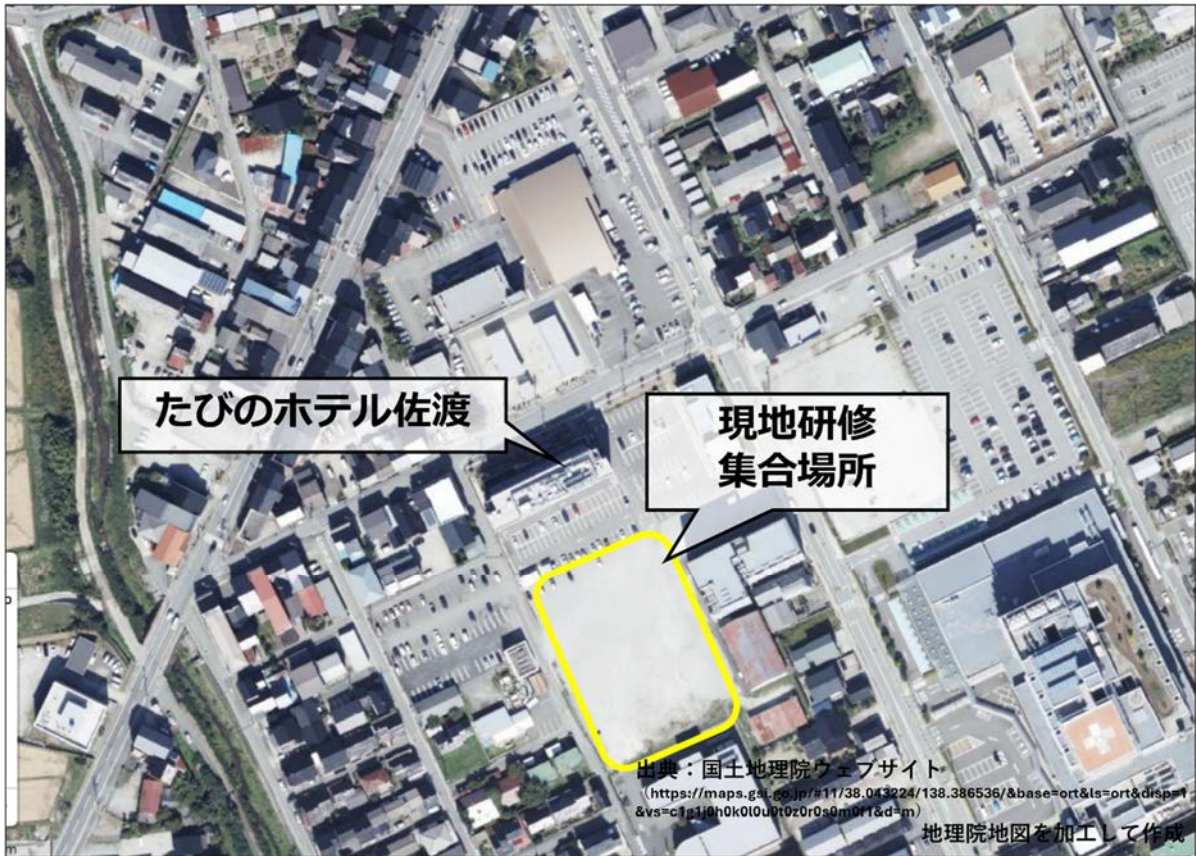 たびのホテル佐渡
現地研修
集合場所
出典：国土地理院ウェブサイト
（https://maps.gsi.go.jp/#11/38.043224/138.386536/&base=ort&ls=ort&disp=1
&vs=c1g1j0h0k0l0u0t0z0r0s0m0f1&d=m）
地理院地図を加工して作成